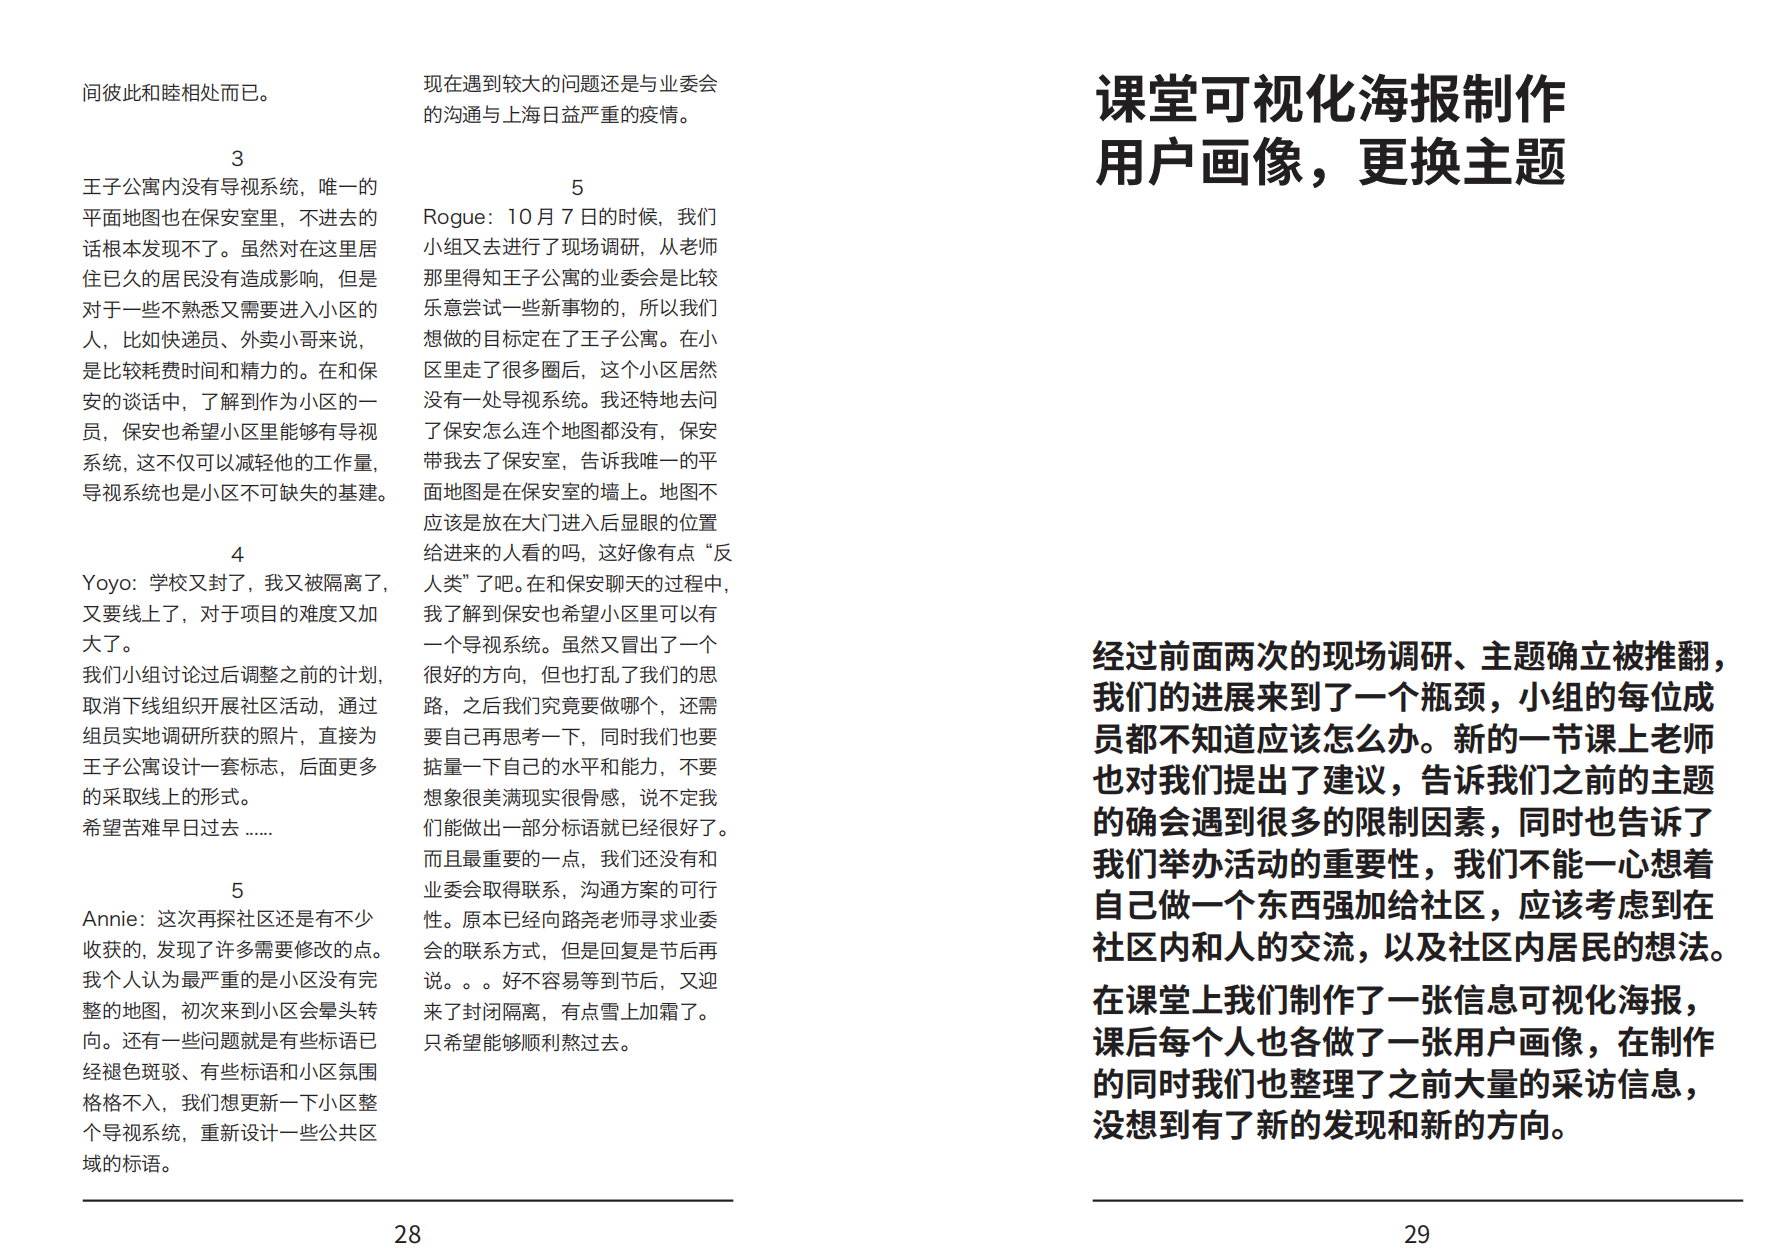 间彼此和睦相处而已。
3
王子公寓内没有导视系统，唯一的
平面地图也在保安室里，不进去的
话根本发现不了。虽然对在这里居
住已久的居民没有造成影响，但是
对于一些不熟悉又需要进入小区的
人，比如快递员、外卖小哥来说，
是比较耗费时间和精力的。在和保
安的谈话中，了解到作为小区的一
员，保安也希望小区里能够有导视
系统，这不仅可以减轻他的工作量，
导视系统也是小区不可缺失的基建。
4
Yoyo：学校又封了，我又被隔离了，
又要线上了，对于项目的难度又加
大了。
我们小组讨论过后调整之前的计划，
取消下线组织开展社区活动，通过
组员实地调研所获的照片，直接为
王子公寓设计一套标志，后面更多
的采取线上的形式。
希望苦难早日过去 ......
5
Annie：这次再探社区还是有不少
收获的，发现了许多需要修改的点。
我个人认为最严重的是小区没有完
整的地图，初次来到小区会晕头转
向。还有一些问题就是有些标语已
经褪色斑驳、有些标语和小区氛围
格格不入，我们想更新一下小区整
个导视系统，重新设计一些公共区
域的标语。
现在遇到较大的问题还是与业委会
的沟通与上海日益严重的疫情。
5
Rogue：10 月 7 日的时候，我们
小组又去进行了现场调研，从老师
那里得知王子公寓的业委会是比较
乐意尝试一些新事物的，所以我们
想做的目标定在了王子公寓。在小
区里走了很多圈后，这个小区居然
没有一处导视系统。我还特地去问
了保安怎么连个地图都没有，保安
带我去了保安室，告诉我唯一的平
面地图是在保安室的墙上。地图不
应该是放在大门进入后显眼的位置
给进来的人看的吗，这好像有点“反
人类”了吧。在和保安聊天的过程中，
我了解到保安也希望小区里可以有
一个导视系统。虽然又冒出了一个
很好的方向，但也打乱了我们的思
路，之后我们究竟要做哪个，还需
要自己再思考一下，同时我们也要
掂量一下自己的水平和能力，不要
想象很美满现实很骨感，说不定我
们能做出一部分标语就已经很好了。
而且最重要的一点，我们还没有和
业委会取得联系，沟通方案的可行
性。原本已经向路尧老师寻求业委
会的联系方式，但是回复是节后再
说。。。好不容易等到节后，又迎
来了封闭隔离，有点雪上加霜了。
只希望能够顺利熬过去。
28
课堂可视化海报制作
用户画像，更换主题
经过前面两次的现场调研、主题确立被推翻，
我们的进展来到了一个瓶颈，小组的每位成
员都不知道应该怎么办。新的一节课上老师
也对我们提出了建议，告诉我们之前的主题
的确会遇到很多的限制因素，同时也告诉了
我们举办活动的重要性，我们不能一心想着
自己做一个东西强加给社区，应该考虑到在
社区内和人的交流，以及社区内居民的想法。
在课堂上我们制作了一张信息可视化海报，
课后每个人也各做了一张用户画像，在制作
的同时我们也整理了之前大量的采访信息，
没想到有了新的发现和新的方向。
29